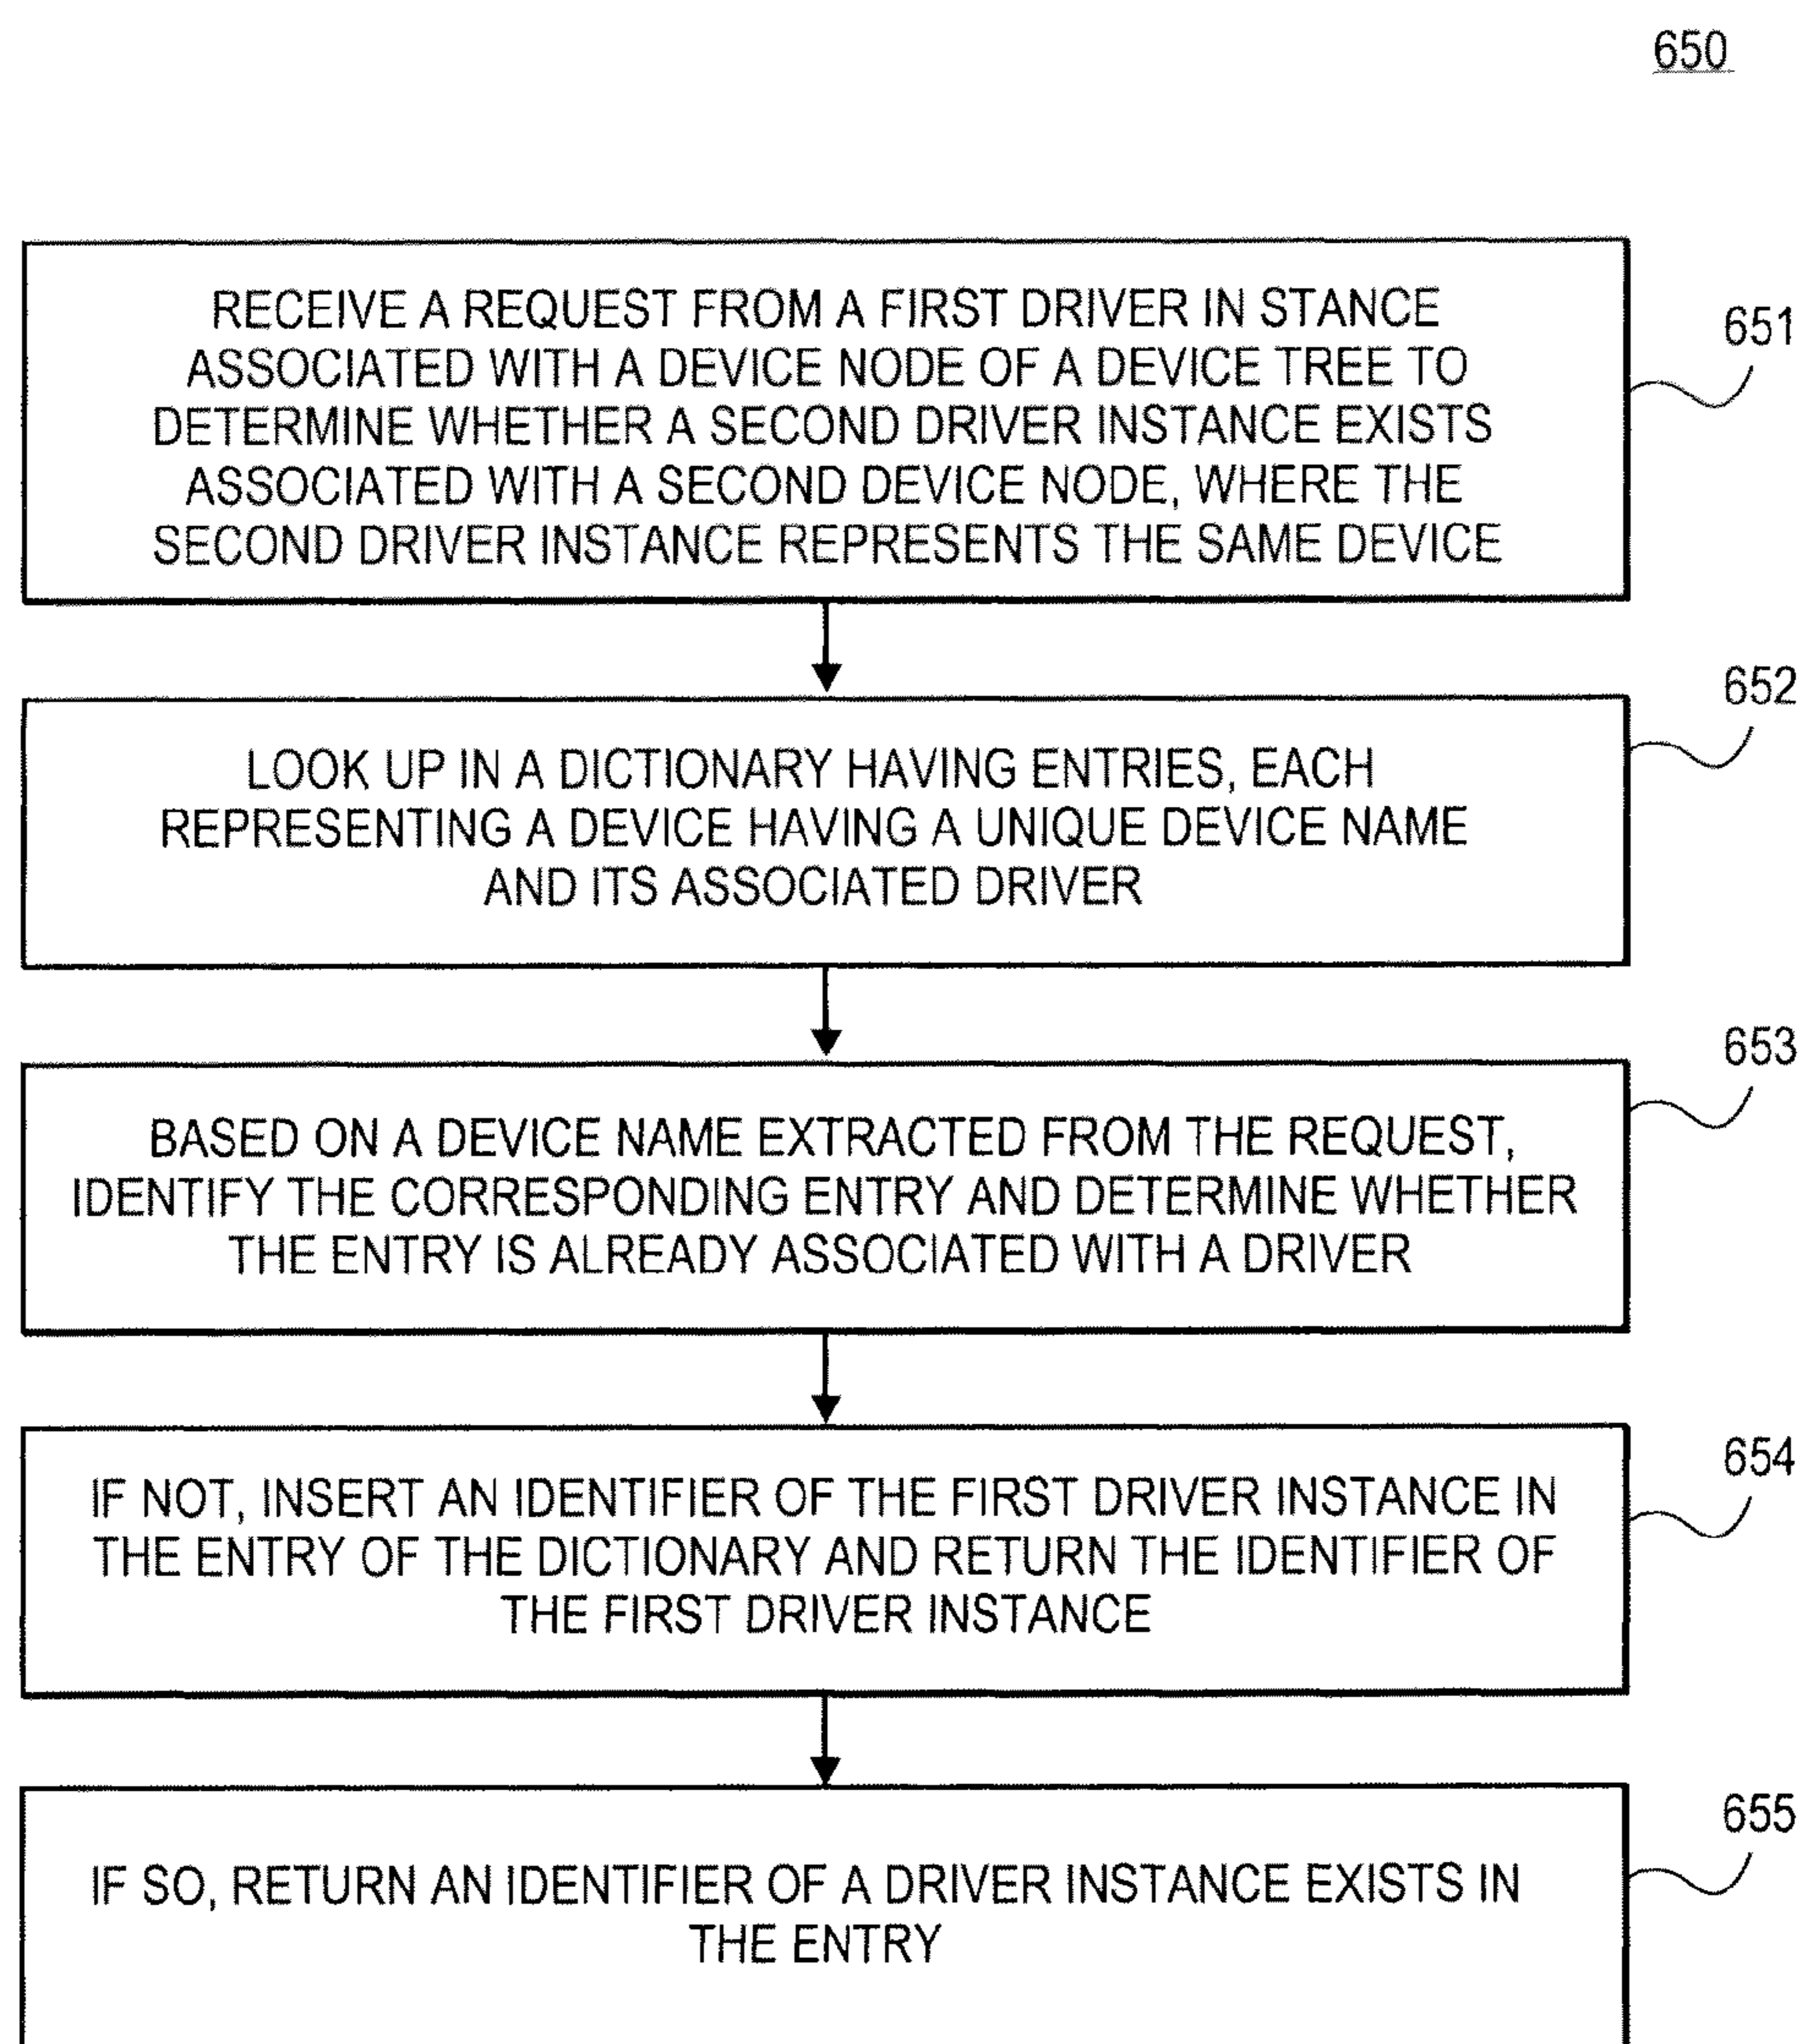 650
RECEIVE A REQUEST FROM A FIRST DRIVER IN STANCE
ASSOCIATED WITH A DEVICE NODE OF A DEVICE TREE TO
DETERMINE WHETHER A SECOND DRIVER INSTANCE EXISTS
ASSOCIATED WITH A SECOND DEVICE NODE, WHERE THE
SECOND DRIVER INSTANCE REPRESENTS THE SAME DEVICE
651
LOOK UP IN A DICTIONARY HAVING ENTRIES, EACH
REPRESENTING A DEVICE HAVING A UNIQUE DEVICE NAME
AND ITS ASSOCIATED DRIVER
652
BASED ON A DEVICE NAME EXTRACTED FROM THE REQUEST,
IDENTIFY THE CORRESPONDING ENTRY AND DETERMINE WHETHER
THE ENTRY IS ALREADY ASSOCIATED WITH A DRIVER
653
IF NOT, INSERT AN IDENTIFIER OF THE FIRST DRIVER INSTANCE IN
THE ENTRY OF THE DICTIONARY AND RETURN THE IDENTIFIER OF
THE FIRST DRIVER INSTANCE
654
IF SO, RETURN AN IDENTIFIER OF A DRIVER INSTANCE EXISTS IN
THE ENTRY
655